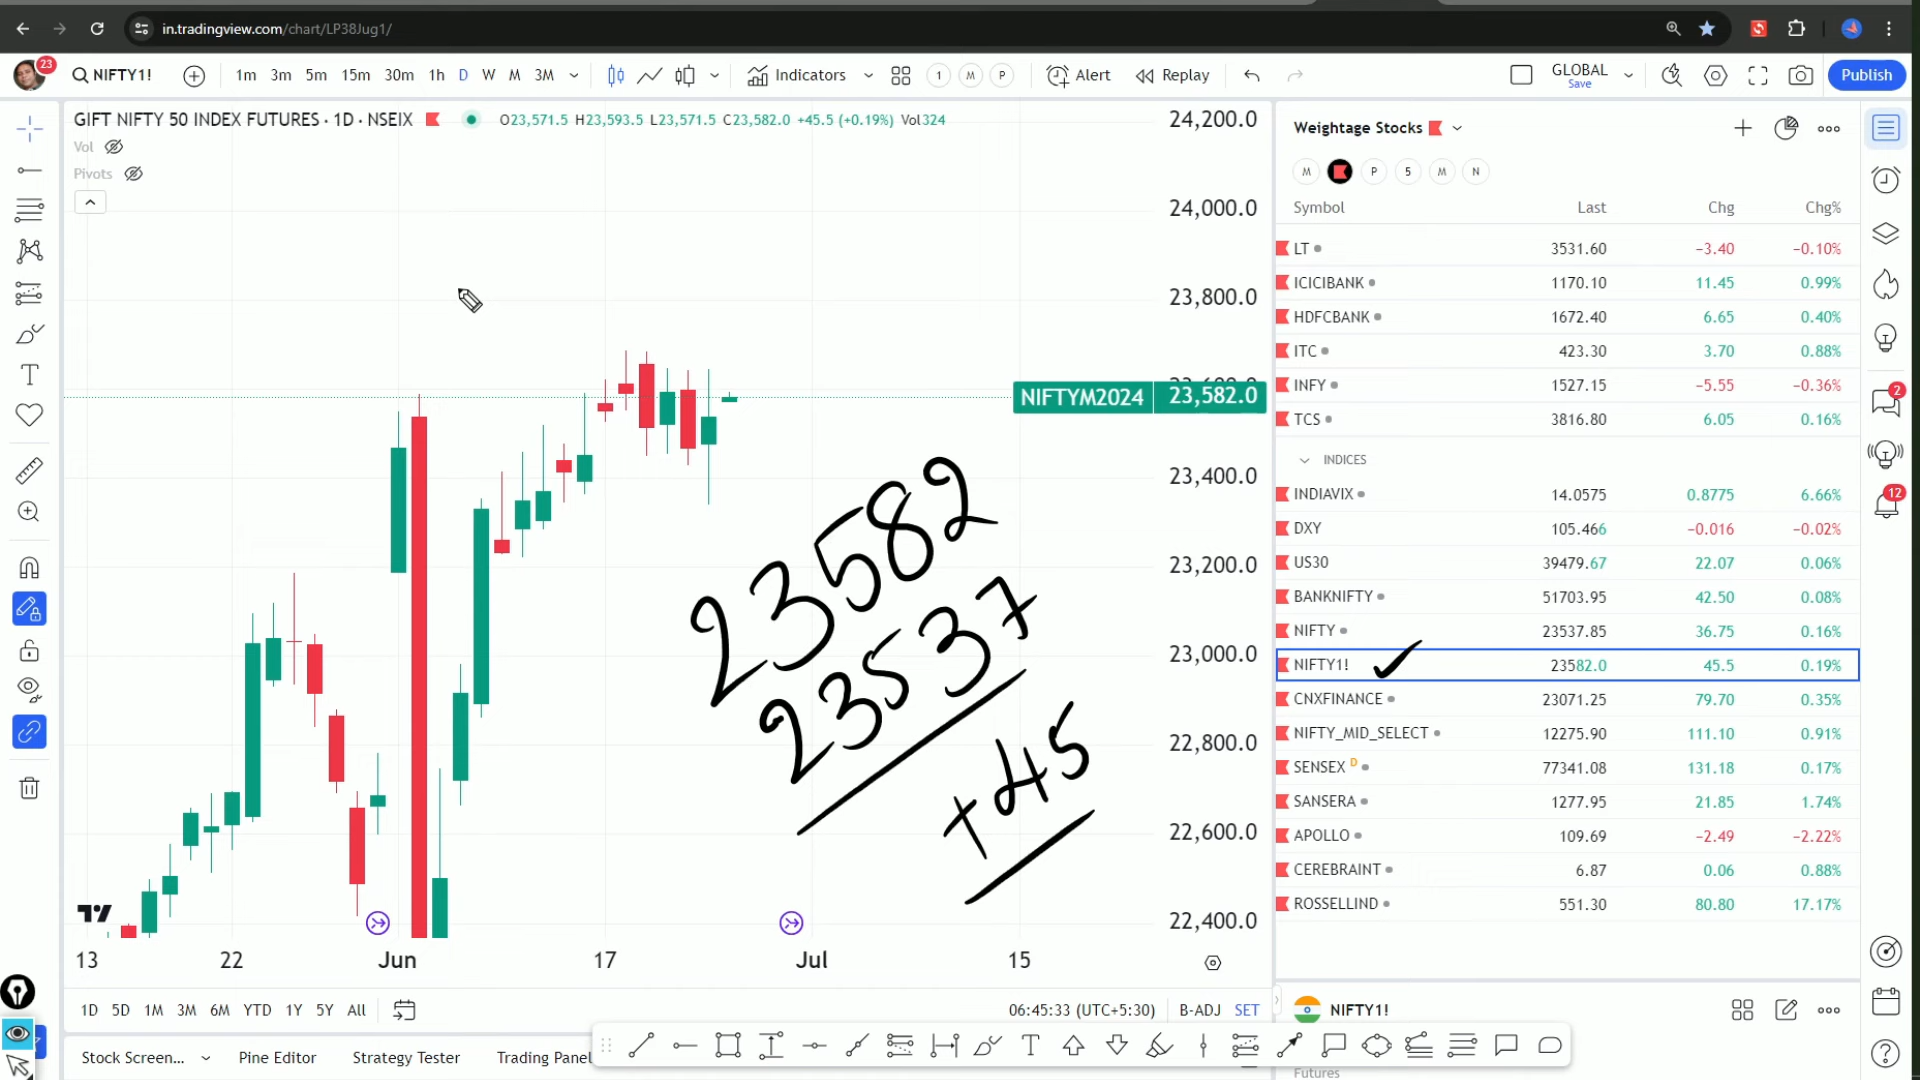 in.tradingview.com/chart/LP38Jug1/
23
NIFTY1!
1m 3m 5m 15m 30m 1h D W M 3M
Indicators
1 M P
Alert
Replay
GLOBAL
Save
Publish
GIFT NIFTY 50 INDEX FUTURES · 1D · NSEIX
O23,571.5 H23,593.5 L23,571.5 C23,582.0 +45.5 (+0.19%) Vol324
Vol
Pivots
24,200.0
24,000.0
23,800.0
NIFTYM2024 23,582.0
23,400.0
23,200.0
23,000.0
22,800.0
22,600.0
22,400.0
23582
23537
+45
13 22 Jun 17 Jul 15
1D 5D 1M 3M 6M YTD 1Y 5Y All
06:45:33 (UTC+5:30) B-ADJ SET
Stock Screen... Pine Editor Strategy Tester Trading Panel
Weightage Stocks
M P 5 M N
Symbol Last Chg Chg%
LT 3531.60 −3.40 −0.10%
ICICIBANK 1170.10 11.45 0.99%
HDFCBANK 1672.40 6.65 0.40%
ITC 423.30 3.70 0.88%
INFY 1527.15 −5.55 −0.36%
TCS 3816.80 6.05 0.16%
INDICES
INDIAVIX 14.0575 0.8775 6.66%
DXY 105.466 −0.016 −0.02%
US30 39479.67 22.07 0.06%
BANKNIFTY 51703.95 42.50 0.08%
NIFTY 23537.85 36.75 0.16%
NIFTY1! 23582.0 45.5 0.19%
CNXFINANCE 23071.25 79.70 0.35%
NIFTY_MID_SELECT 12275.90 111.10 0.91%
SENSEX D 77341.08 131.18 0.17%
SANSERA 1277.95 21.85 1.74%
APOLLO 109.69 −2.49 −2.22%
CEREBRAINT 6.87 0.06 0.88%
ROSSELLIND 551.30 80.80 17.17%
NIFTY1!
Futures
2
12